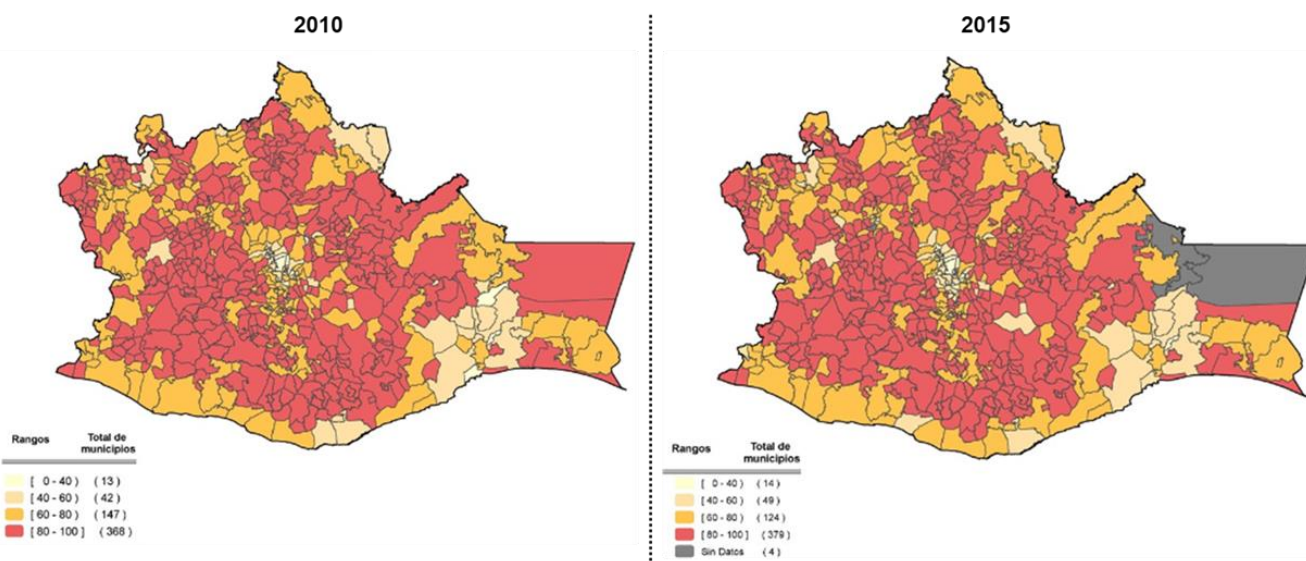 2010
2015
Rangos Total de
municipios
[ 0 - 40 ) ( 13 )
[ 40 - 60 ) ( 42 )
[ 60 - 80 ) ( 147 )
[ 80 - 100 ] ( 368 )
Rangos Total de
municipios
[ 0 - 40 ) ( 14 )
[ 40 - 60 ) ( 49 )
[ 60 - 80 ) ( 124 )
[ 80 - 100 ] ( 379 )
Sin Datos ( 4 )